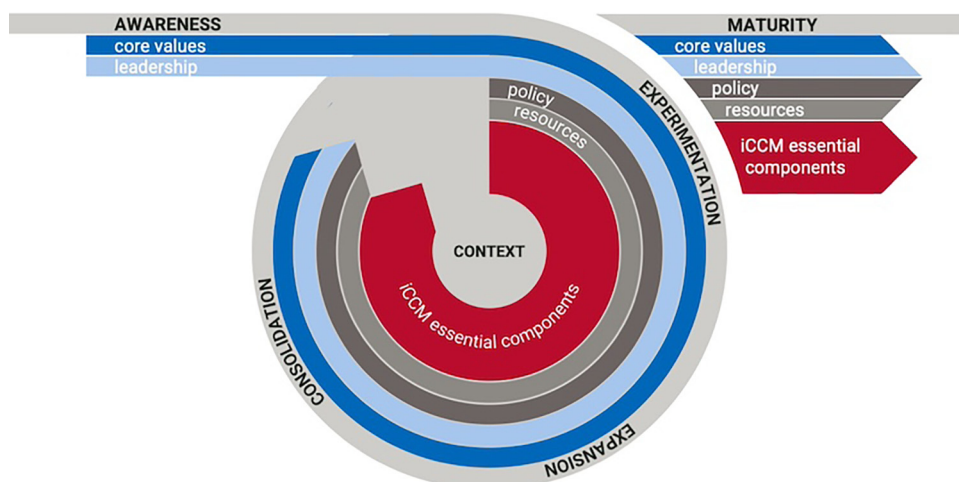 AWARENESS
core values
leadership
MATURITY
core values
leadership
policy
resources
iCCM essential
components
policy
resources
EXPERIMENTATION
CONTEXT
iCCM essential components
CONSOLIDATION
EXPANSION